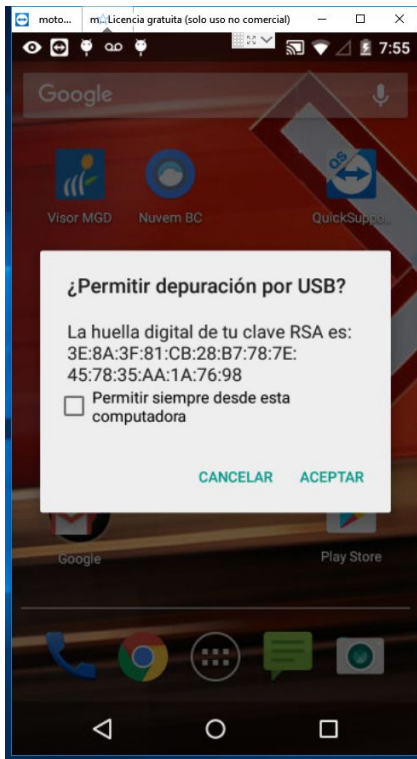 moto... m Licencia gratuita (solo uso no comercial)
7:55
Google
QS
Visor MGD Nuvem BC QuickSuppo..
¿Permitir depuración por USB?
La huella digital de tu clave RSA es:
3E:8A:3F:81:CB:28:B7:78:7E:
45:78:35:AA:1A:76:98
Permitir siempre desde esta
computadora
CANCELAR ACEPTAR
Google Play Store